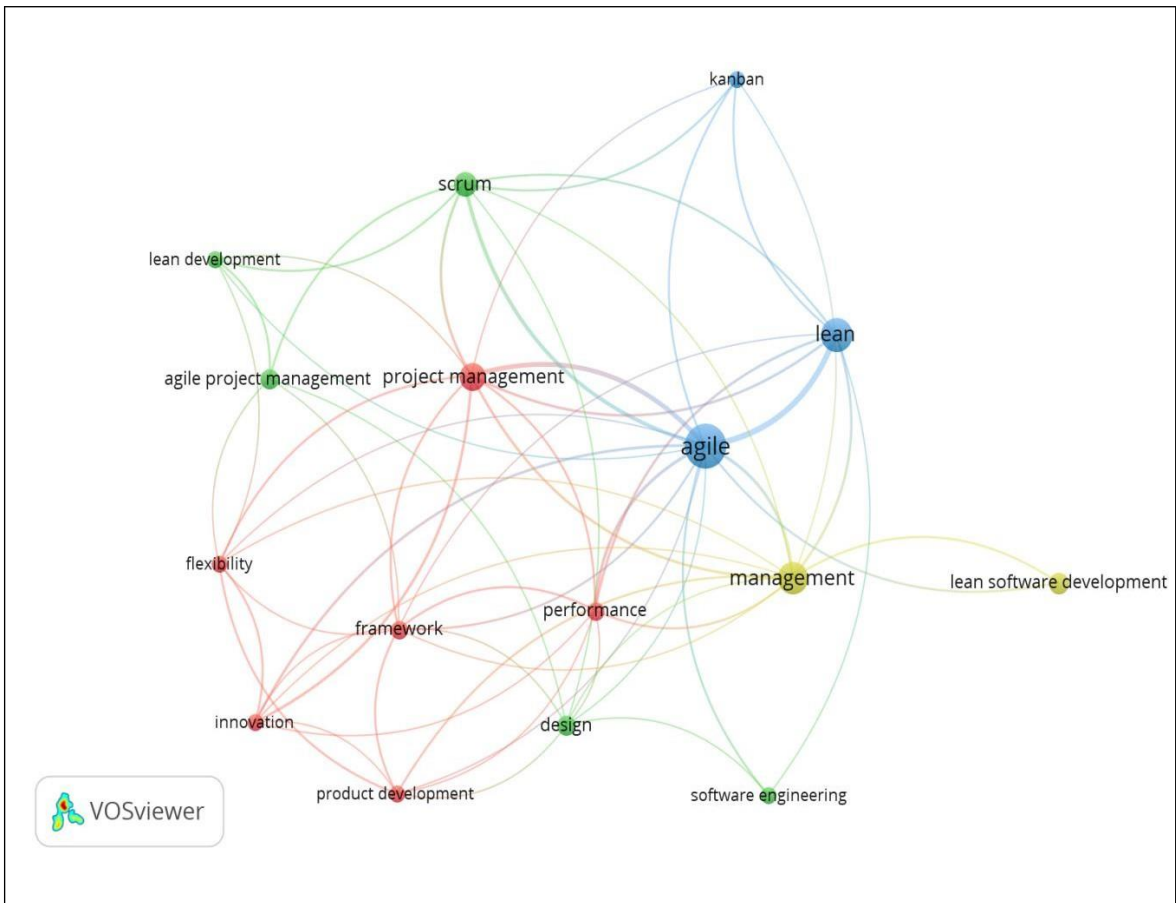 kanban
scrum
lean development
lean
agile project management
project management
agile
flexibility
management
lean software development
performance
framework
innovation
design
product development
software engineering
VOSviewer